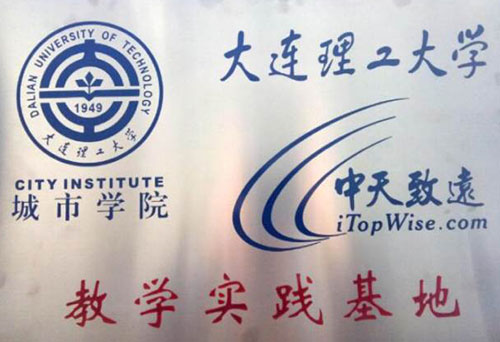 DALIAN UNIVERSITY OF TECHNOLOGY
1949
大连理工大学
CITY INSTITUTE
城市学院
大连理工大学
中天致遠
iTopWise.com
教学实践基地